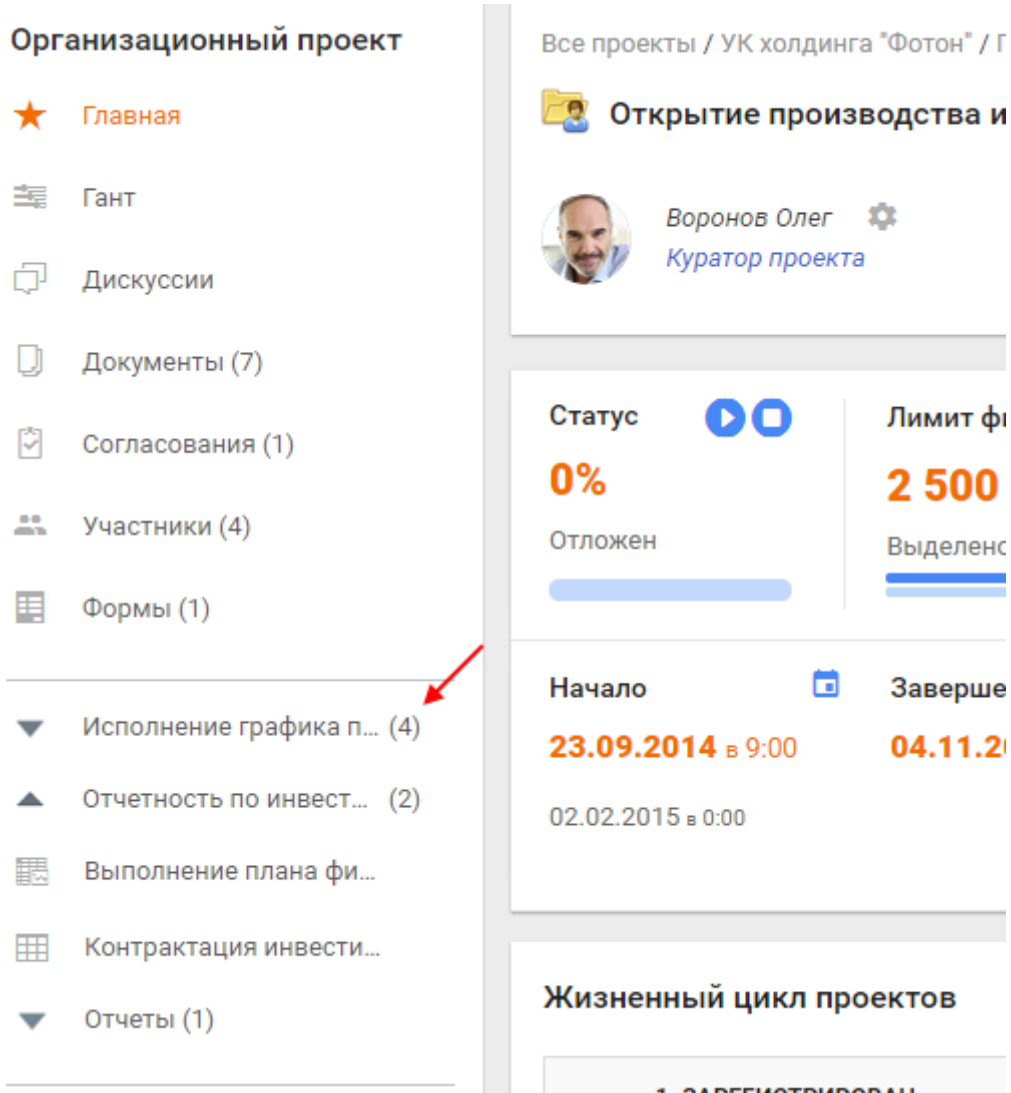 Организационный проект
Главная
Гант
Дискуссии
Документы (7)
Согласования (1)
Участники (4)
Формы (1)
Исполнение графика п... (4)
Отчетность по инвест... (2)
Выполнение плана фи...
Контрактация инвести...
Отчеты (1)
Все проекты / УК холдинга "Фотон" /
Открытие производства и
Воронов Олег
Куратор проекта
Статус
0%
Отложен
Лимит
2 500
Выделено
Начало
23.09.2014 в 9:00
02.02.2015 в 0:00
Заверше
04.11.2
Жизненный цикл проектов
1. ЗАРЕГИСТРИРОВАН